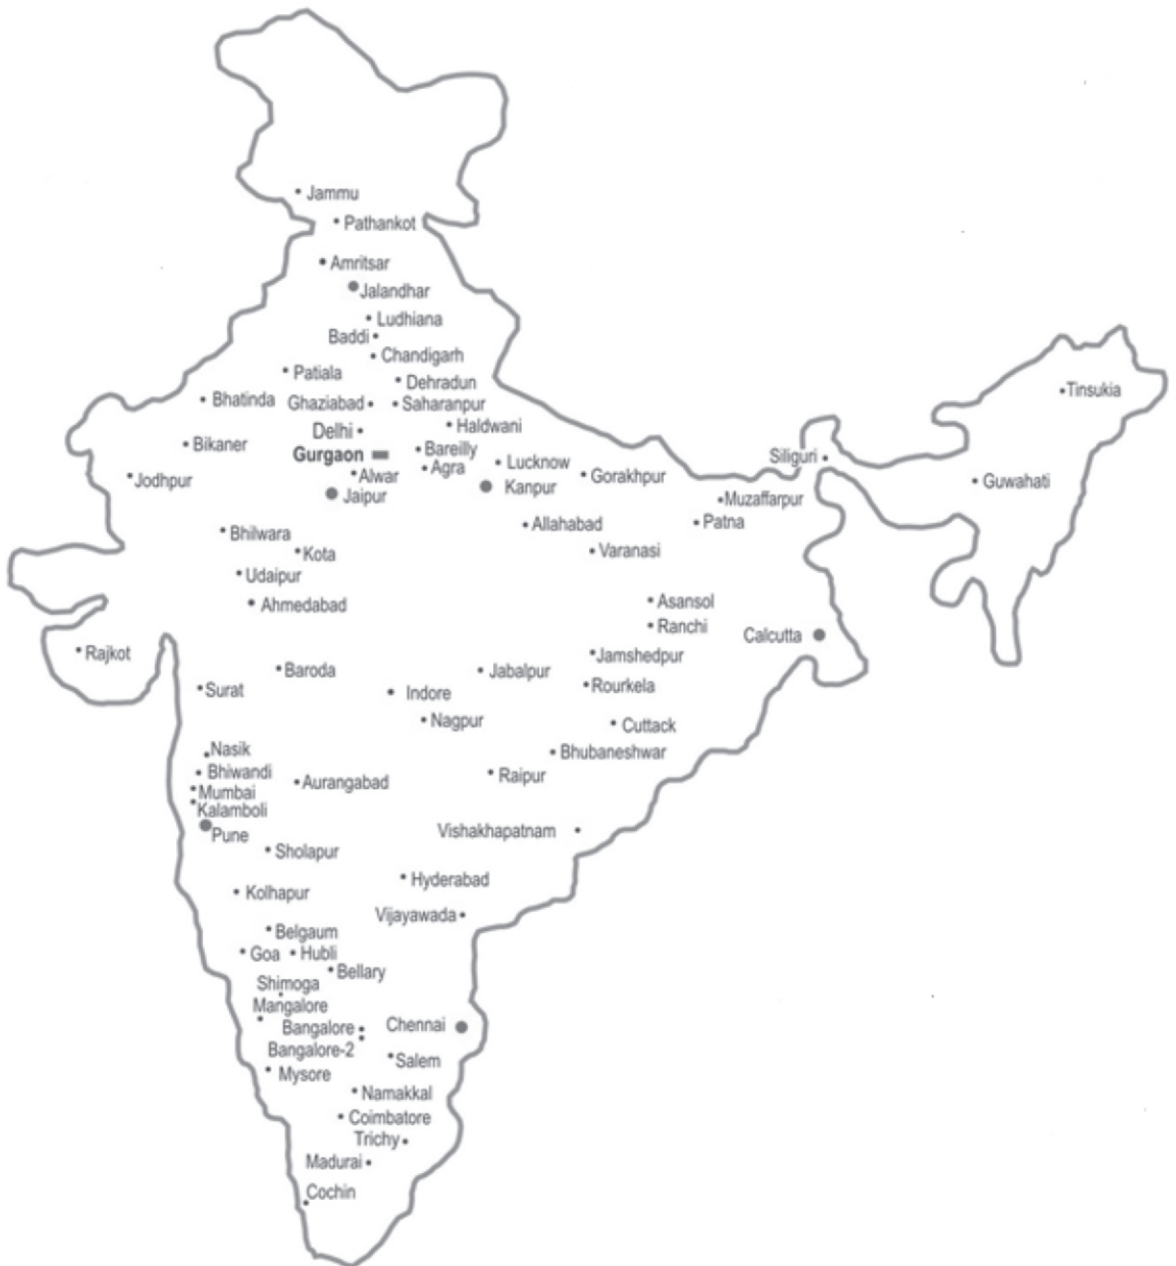 Jammu
Pathankot
Amritsar
Jalandhar
Ludhiana
Baddi
Chandigarh
Patiala
Dehradun
Bhatinda
Ghaziabad
Saharanpur
Tinsukia
Haldwani
Delhi
Bikaner
Bareilly
Gurgaon
Siliguri
Lucknow
Agra
Alwar
Gorakhpur
Jodhpur
Guwahati
Kanpur
Jaipur
Muzaffarpur
Patna
Allahabad
Bhilwara
Varanasi
Kota
Udaipur
Asansol
Ahmedabad
Ranchi
Calcutta
Rajkot
Jamshedpur
Baroda
Jabalpur
Rourkela
Surat
Indore
Nagpur
Cuttack
Nasik
Bhubaneshwar
Bhiwandi
Raipur
Aurangabad
Mumbai
Kalamboli
Vishakhapatnam
Pune
Sholapur
Hyderabad
Kolhapur
Vijayawada
Belgaum
Goa
Hubli
Bellary
Shimoga
Mangalore
Chennai
Bangalore
Bangalore-2
Salem
Mysore
Namakkal
Coimbatore
Trichy
Madurai
Cochin